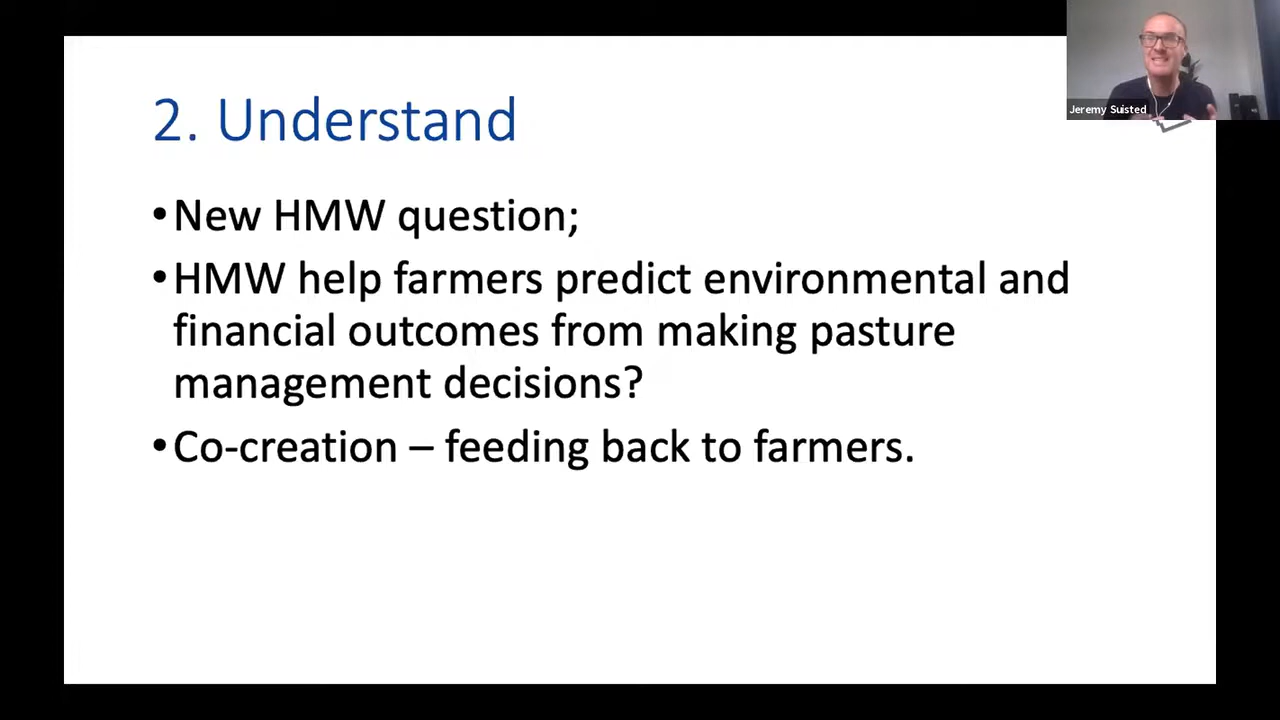 Jeremy Suisted
2. Understand
•New HMW question;
•HMW help farmers predict environmental and
financial outcomes from making pasture
management decisions?
•Co-creation – feeding back to farmers.